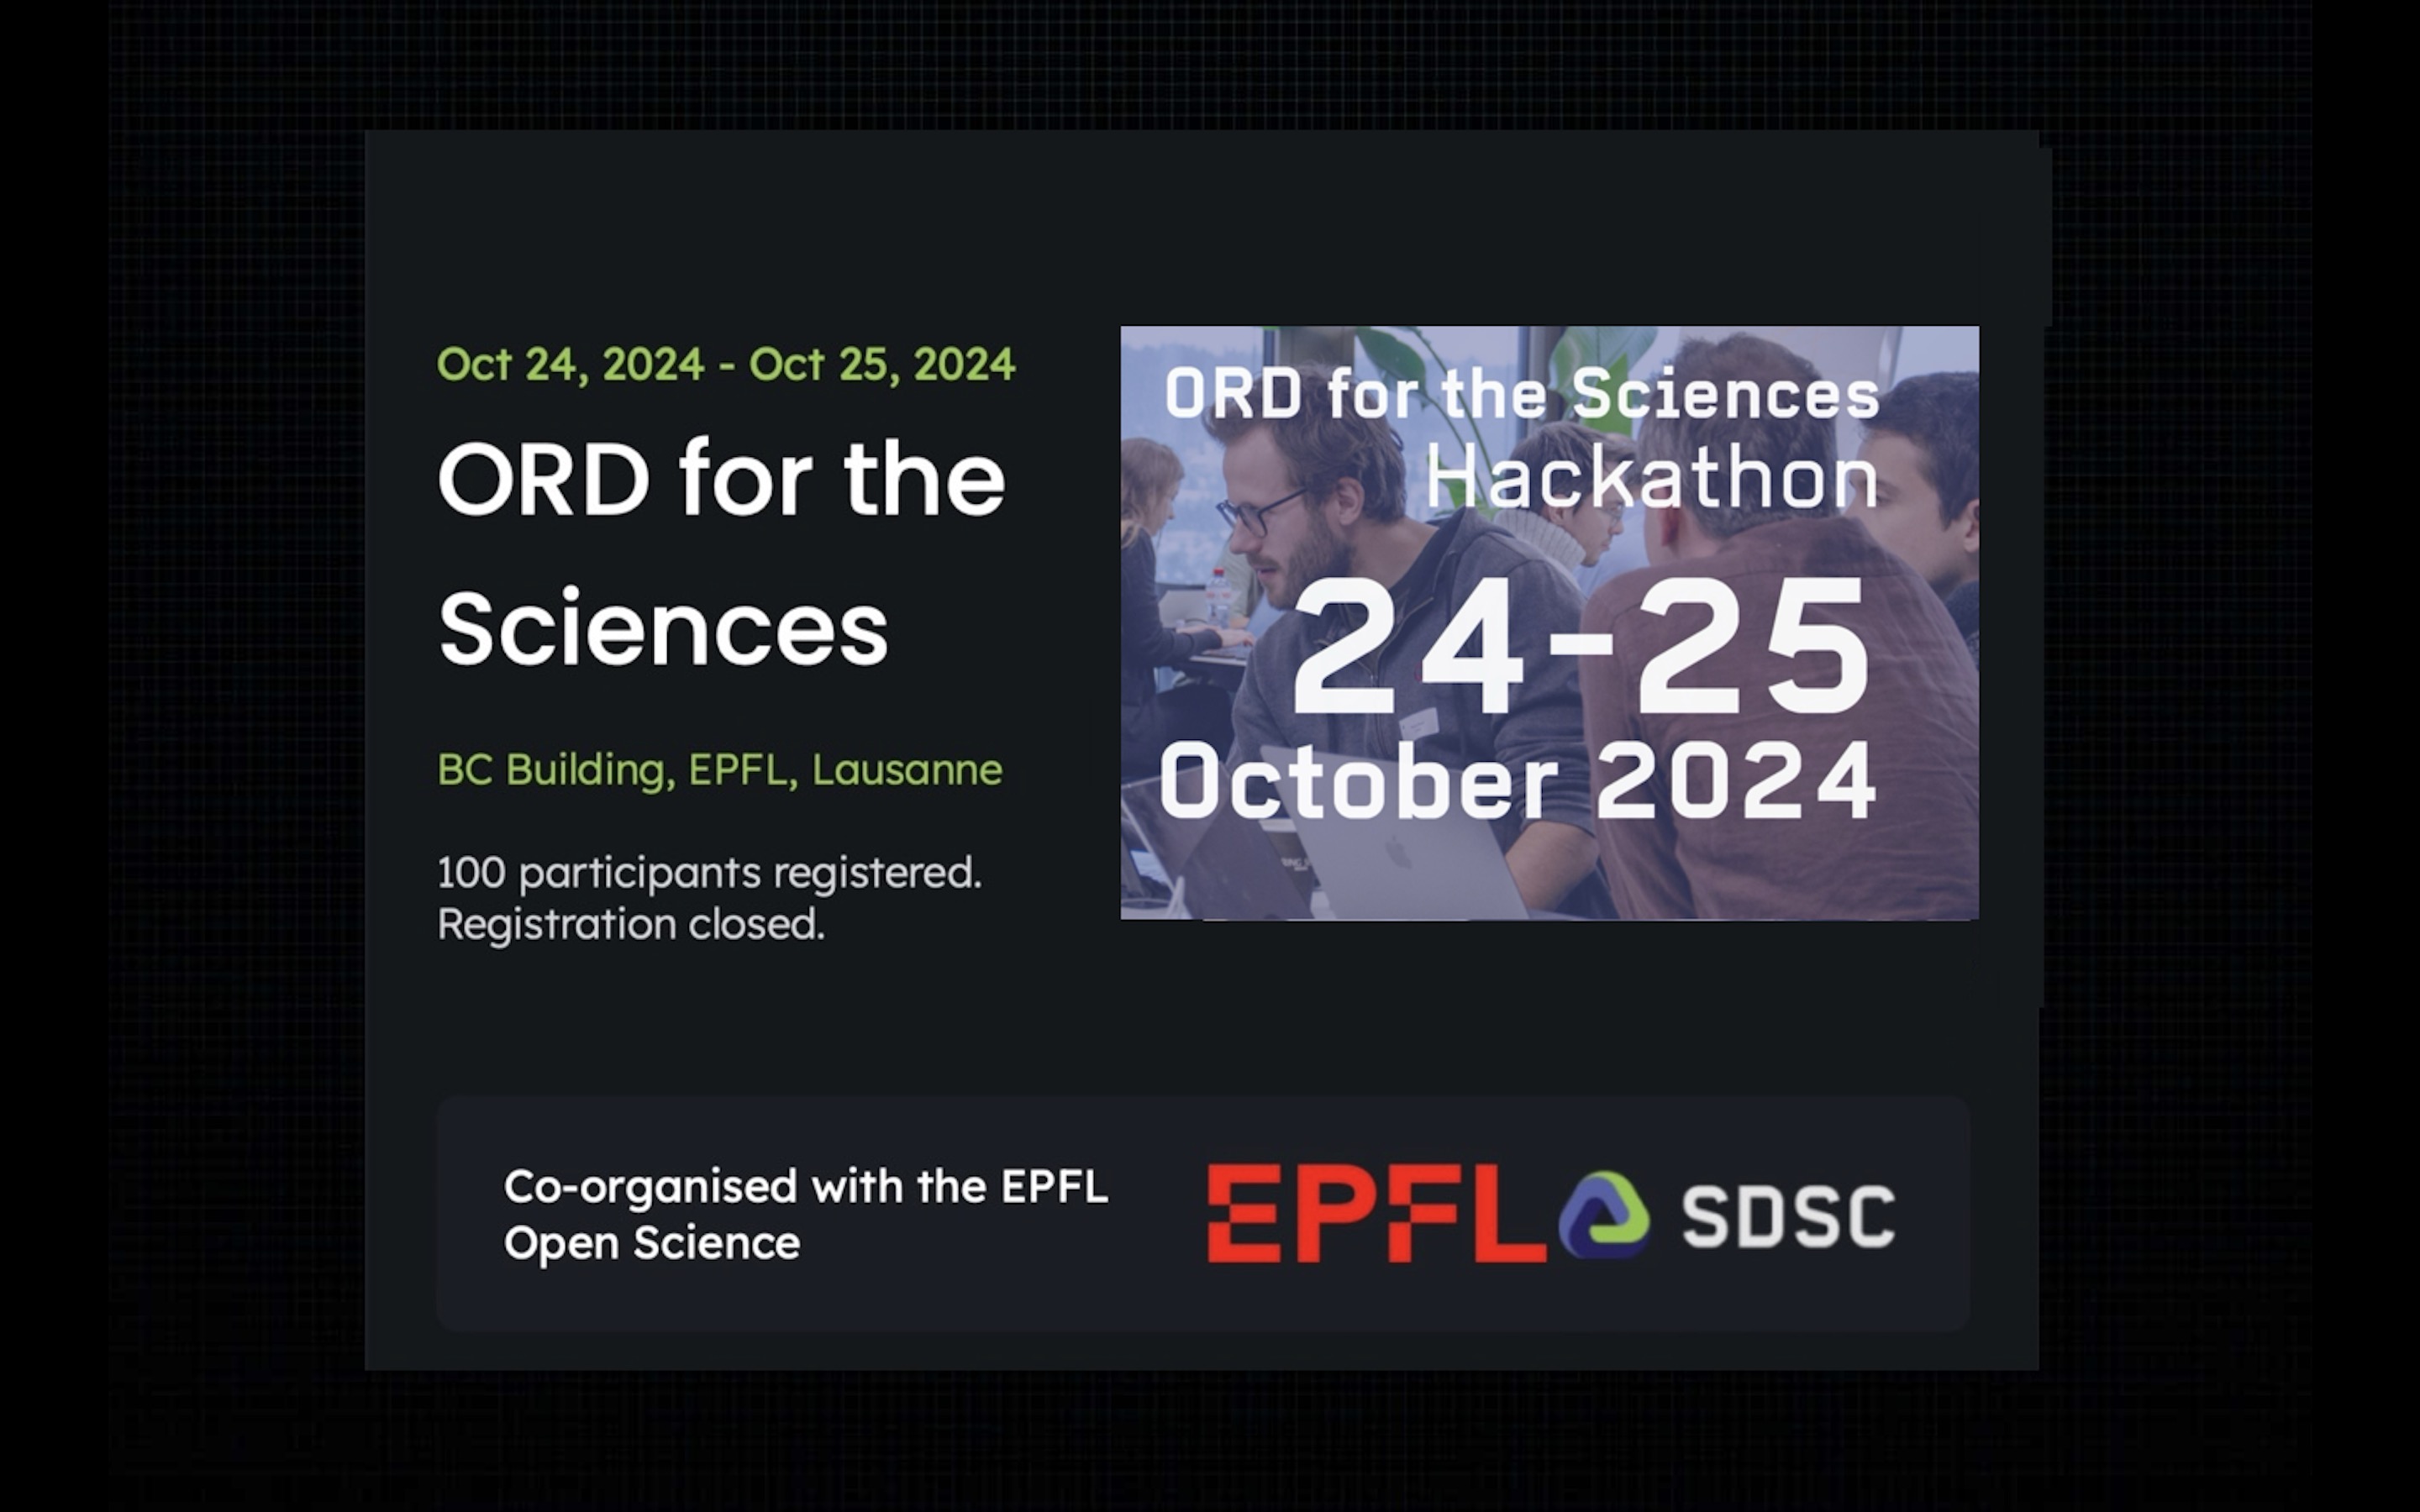 Oct 24, 2024 - Oct 25, 2024
ORD for the
Sciences
BC Building, EPFL, Lausanne
100 participants registered.
Registration closed.
ORD for the Sciences
Hackathon
24-25
October 2024
Co-organised with the EPFL
Open Science
EPFL
SDSC